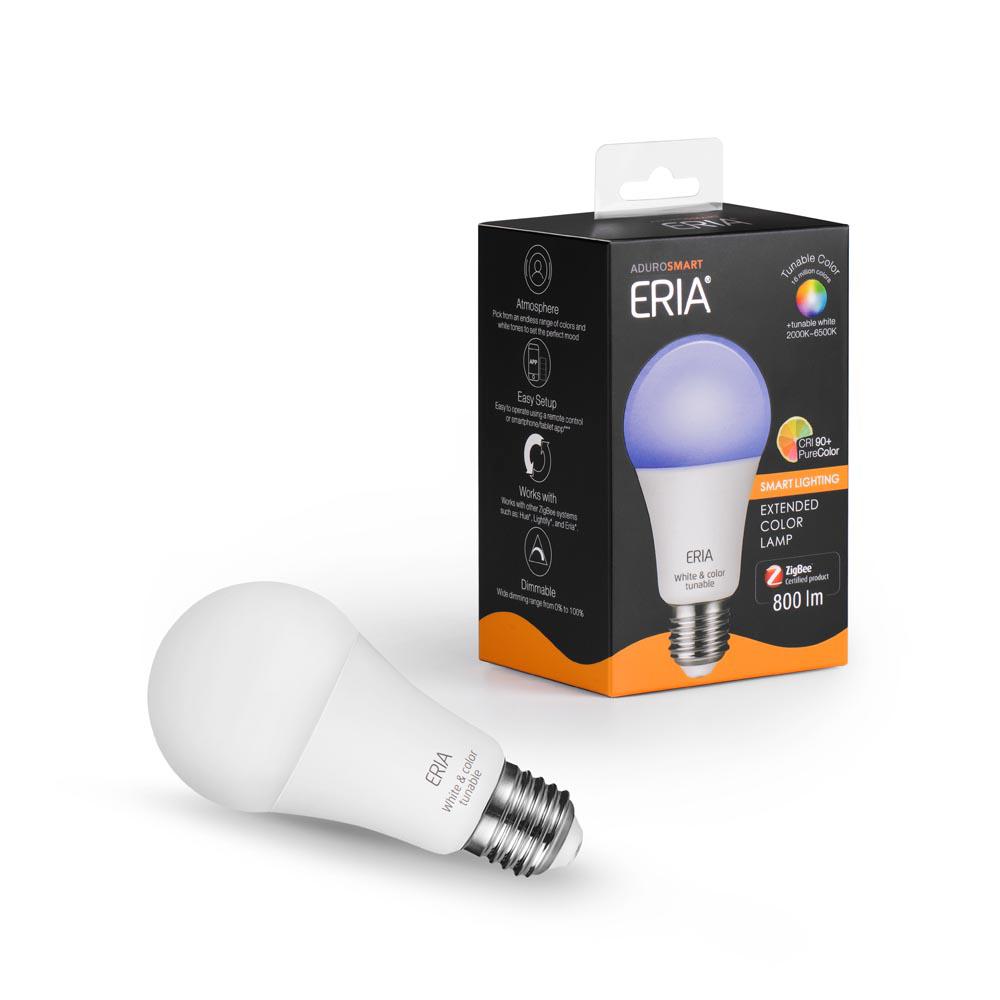 ERIA
Atmosphere
Pick from an endless range of colors and
white tones to set the perfect mood
APP
Easy Setup
Easy to operate using a remote control
or smartphone/tablet app***
Works with
Works with other ZigBee systems
such as: Hue*, Lightify*, and Eria*.
Dimmable
Wide dimming range from 0% to 100%
ADUROSMART
ERIA®
Tunable Color
16 million colors
+tunable white
2000K~6500K
CRI 90+
PureColor
SMART LIGHTING
EXTENDED
COLOR
LAMP
ZigBee
Certified product
800 lm
ERIA
White & color
tunable
ERIA
White & color
tunable